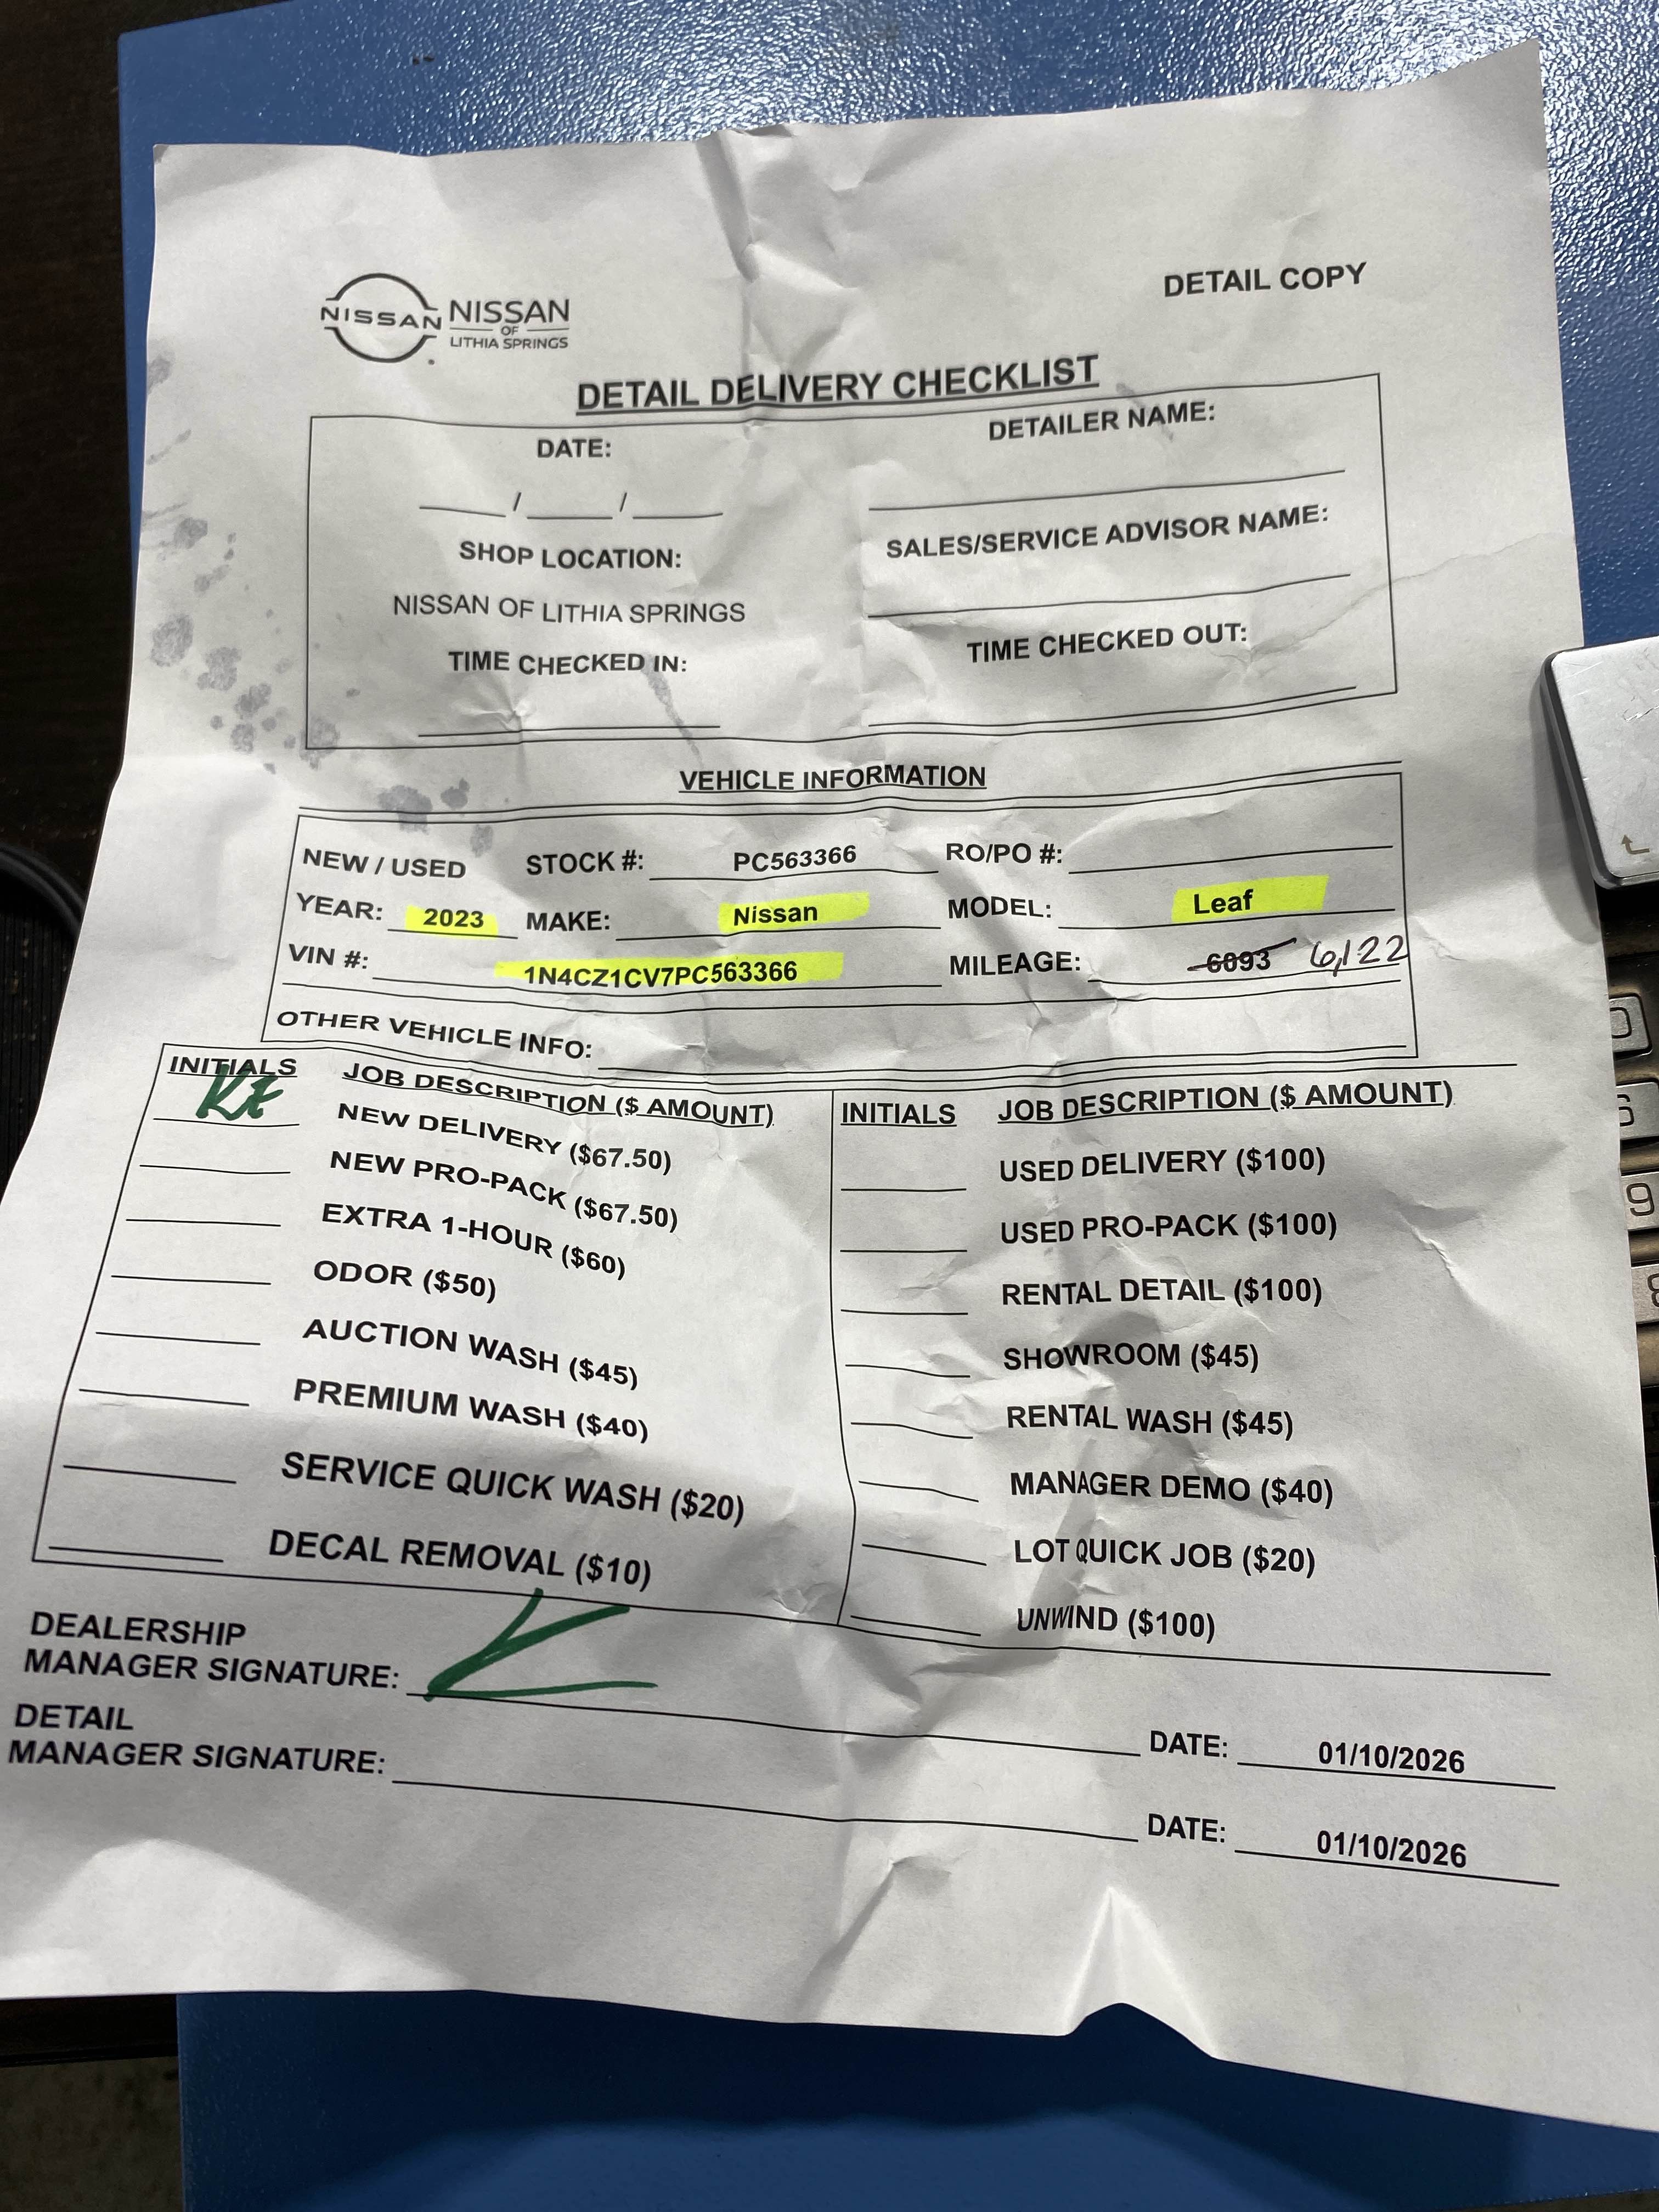 NISSAN
NISSAN
OF
LITHIA SPRINGS
DETAIL COPY
DETAIL DELIVERY CHECKLIST
DATE:
DETAILER NAME:
/ /
SHOP LOCATION:
SALES/SERVICE ADVISOR NAME:
NISSAN OF LITHIA SPRINGS
TIME CHECKED IN:
TIME CHECKED OUT:
VEHICLE INFORMATION
NEW / USED STOCK #: PC563366 RO/PO #:
YEAR: 2023 MAKE: Nissan MODEL: Leaf
VIN #: 1N4CZ1CV7PC563366 MILEAGE: 6093 6,122
OTHER VEHICLE INFO:
INITIALS JOB DESCRIPTION ($ AMOUNT)
NEW DELIVERY ($67.50)
NEW PRO-PACK ($67.50)
EXTRA 1-HOUR ($60)
ODOR ($50)
AUCTION WASH ($45)
PREMIUM WASH ($40)
SERVICE QUICK WASH ($20)
DECAL REMOVAL ($10)
INITIALS JOB DESCRIPTION ($ AMOUNT)
USED DELIVERY ($100)
USED PRO-PACK ($100)
RENTAL DETAIL ($100)
SHOWROOM ($45)
RENTAL WASH ($45)
MANAGER DEMO ($40)
LOT QUICK JOB ($20)
UNWIND ($100)
DEALERSHIP
MANAGER SIGNATURE: DATE: 01/10/2026
DETAIL
MANAGER SIGNATURE: DATE: 01/10/2026
9